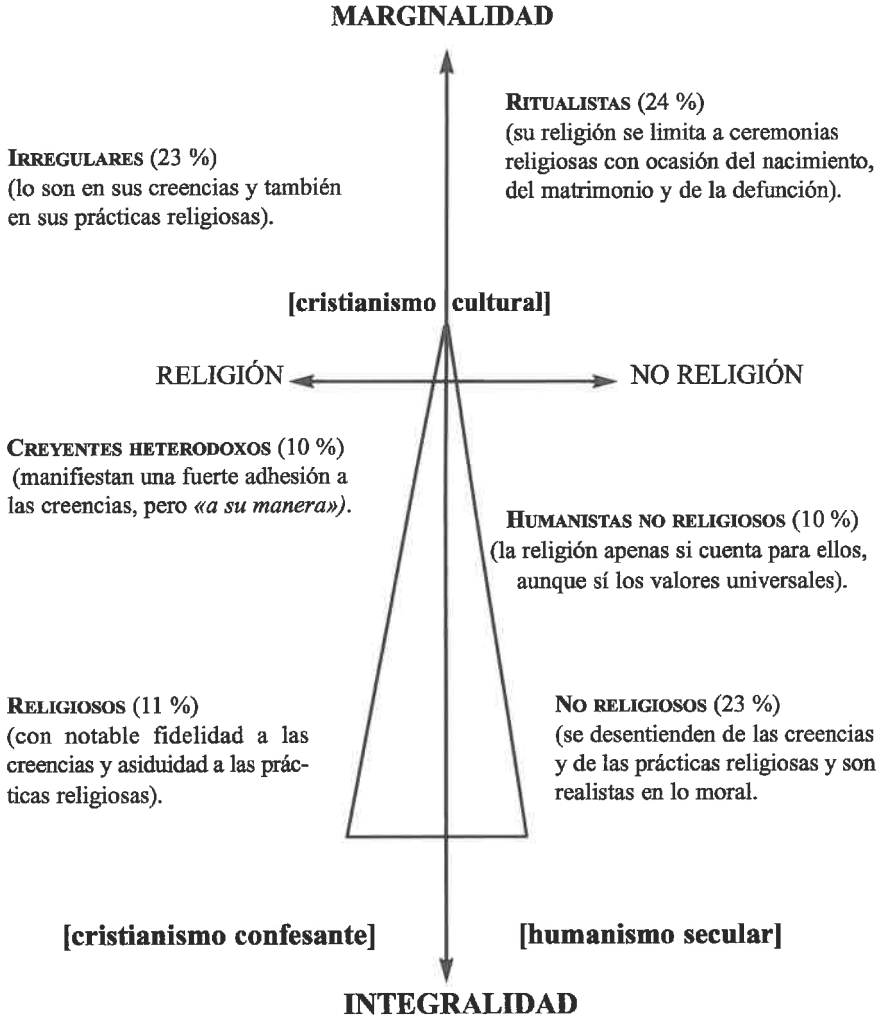 MARGINALIDAD
RITUALISTAS (24 %)
(su religión se limita a ceremonias
religiosas con ocasión del nacimiento,
del matrimonio y de la defunción).
IRREGULARES (23 %)
(lo son en sus creencias y también
en sus prácticas religiosas).
[cristianismo cultural]
RELIGIÓN
NO RELIGIÓN
CREYENTES HETERODOXOS (10 %)
(manifiestan una fuerte adhesión a
las creencias, pero «a su manera»).
HUMANISTAS NO RELIGIOSOS (10 %)
(la religión apenas si cuenta para ellos,
aunque sí los valores universales).
RELIGIOSOS (11 %)
(con notable fidelidad a las
creencias y asiduidad a las prác-
ticas religiosas).
NO RELIGIOSOS (23 %)
(se desentienden de las creencias
y de las prácticas religiosas y son
realistas en lo moral.
[cristianismo confesante]
[humanismo secular]
INTEGRALIDAD